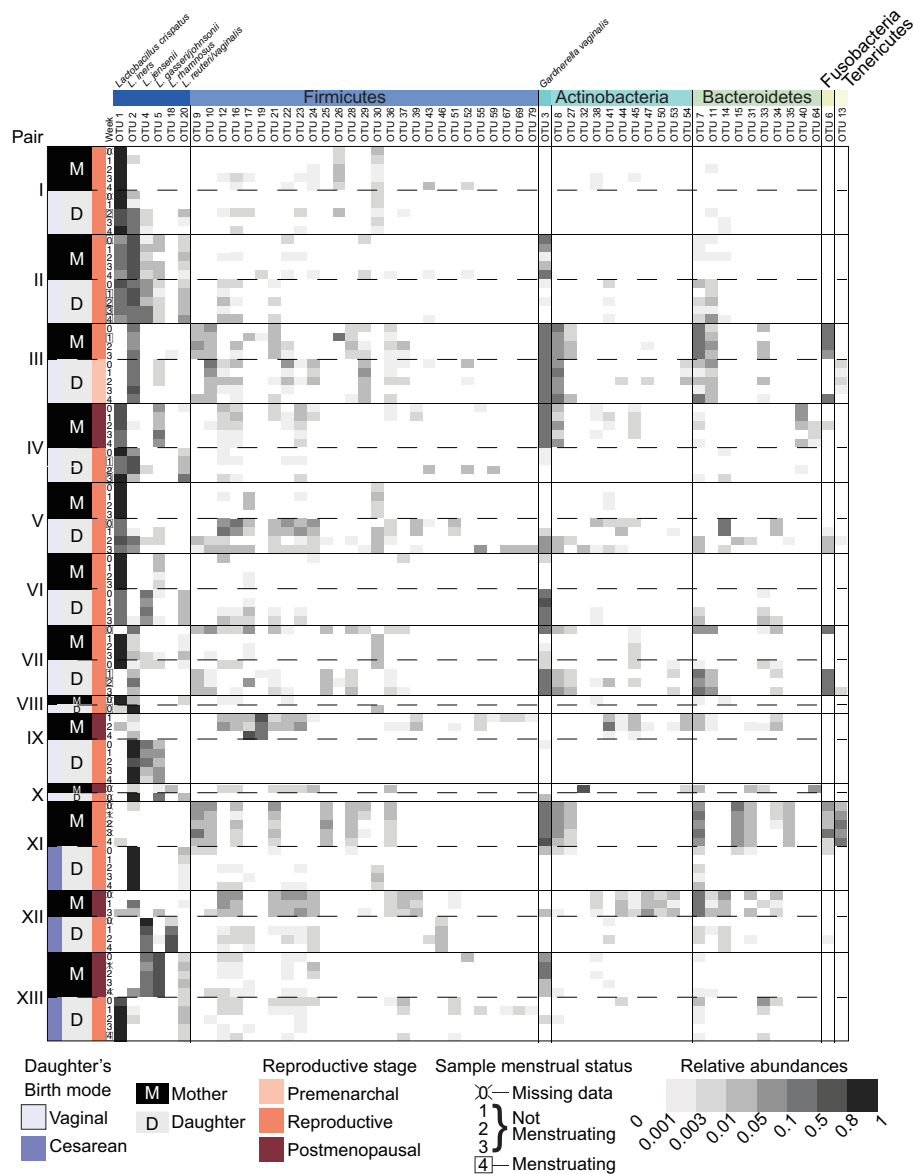 Lactobacillus crispatus
L. iners
L. jensenii
L. gasseri/johnsonii
L. rhamnosus
L. reuteri/vaginalis
Gardnerella vaginalis
Fusobacteria
Tenericutes
Firmicutes
Actinobacteria
Bacteroidetes
Pair
Week
OTU 1
OTU 2
OTU 4
OTU 5
OTU 18
OTU 20
OTU 9
OTU 10
OTU 12
OTU 16
OTU 17
OTU 19
OTU 21
OTU 22
OTU 23
OTU 24
OTU 25
OTU 26
OTU 28
OTU 29
OTU 30
OTU 36
OTU 37
OTU 39
OTU 43
OTU 46
OTU 51
OTU 52
OTU 55
OTU 59
OTU 67
OTU 69
OTU 79
OTU 3
OTU 8
OTU 27
OTU 32
OTU 38
OTU 41
OTU 44
OTU 45
OTU 47
OTU 50
OTU 53
OTU 54
OTU 7
OTU 11
OTU 14
OTU 15
OTU 31
OTU 33
OTU 34
OTU 35
OTU 40
OTU 64
OTU 6
OTU 13
I
M
D
II
M
D
III
M
D
IV
M
D
V
M
D
VI
M
D
VII
M
D
VIII
M
D
IX
M
D
X
M
D
XI
M
D
XII
M
D
XIII
M
D
Daughter's
Birth mode
Vaginal
Cesarean
M Mother
D Daughter
Reproductive stage
Premenarchal
Reproductive
Postmenopausal
Sample menstrual status
0 Missing data
1
2
3
Not
Menstruating
4 Menstruating
Relative abundances
0
0.001
0.003
0.01
0.05
0.1
0.5
0.8
1